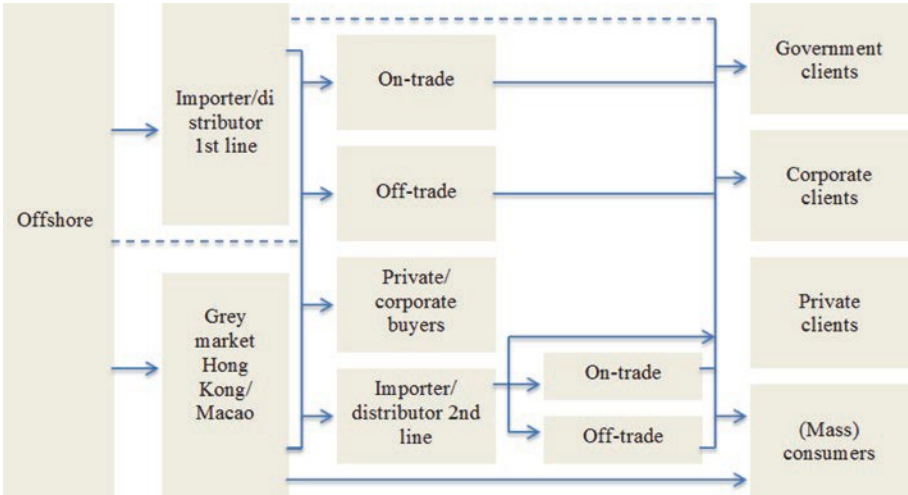 Offshore
Importer/di
stributor
1st line
Grey
market
Hong
Kong/
Macao
On-trade
Off-trade
Private/
corporate
buyers
Importer/
distributor 2nd
line
On-trade
Off-trade
Government
clients
Corporate
clients
Private
clients
(Mass)
consumers